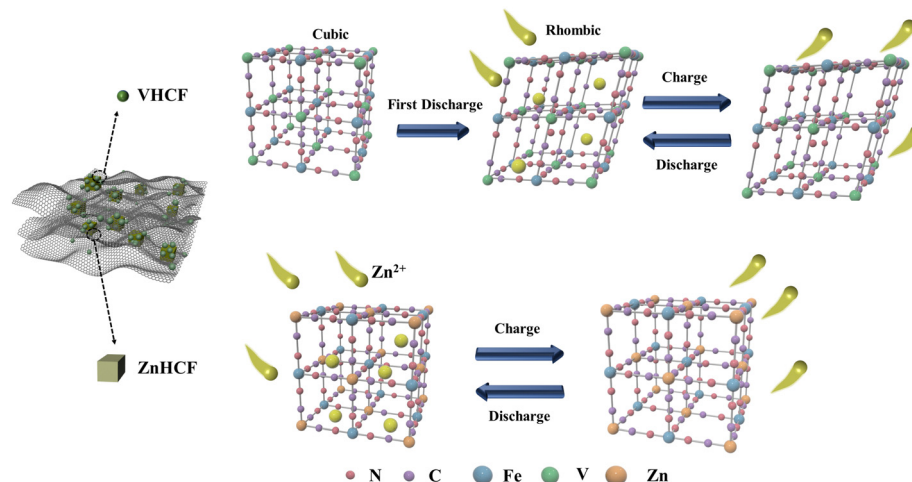 VHCF
ZnHCF
Cubic
First Discharge
Rhombic
Charge
Discharge
Zn²⁺
Charge
Discharge
N C Fe V Zn